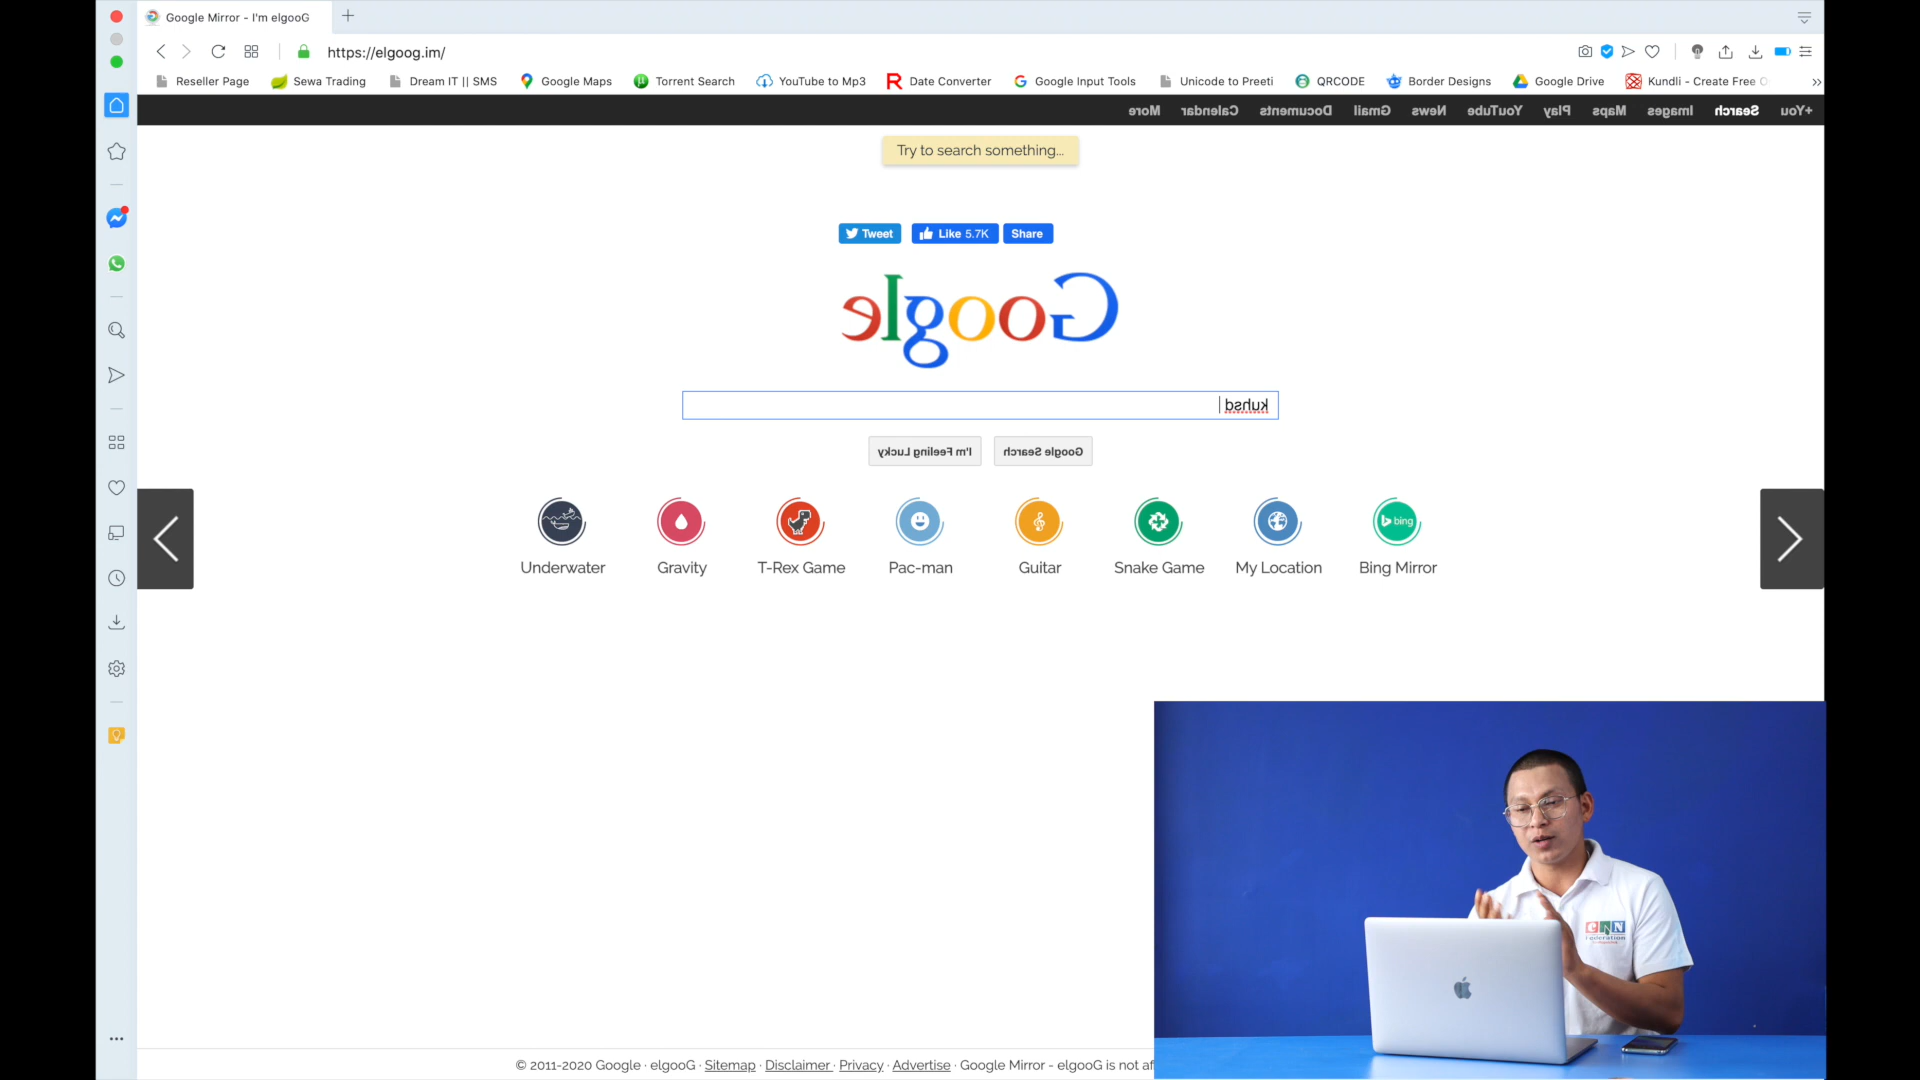 Google Mirror - I'm elgooG
https://elgoog.im/
Reseller Page Sewa Trading Dream IT || SMS Google Maps Torrent Search YouTube to Mp3 Date Converter Google Input Tools Unicode to Preeti QRCODE Border Designs Google Drive Kundli - Create Free
More Calendar Documents Gmail News YouTube Play Maps Images Search +You
Try to search something...
Tweet Like 5.7K Share
Google
kuhsd
I'm Feeling Lucky Google Search
bing
Underwater Gravity T-Rex Game Pac-man Guitar Snake Game My Location Bing Mirror
© 2011-2020 Google · elgooG · Sitemap · Disclaimer · Privacy · Advertise · Google Mirror - elgooG is not af